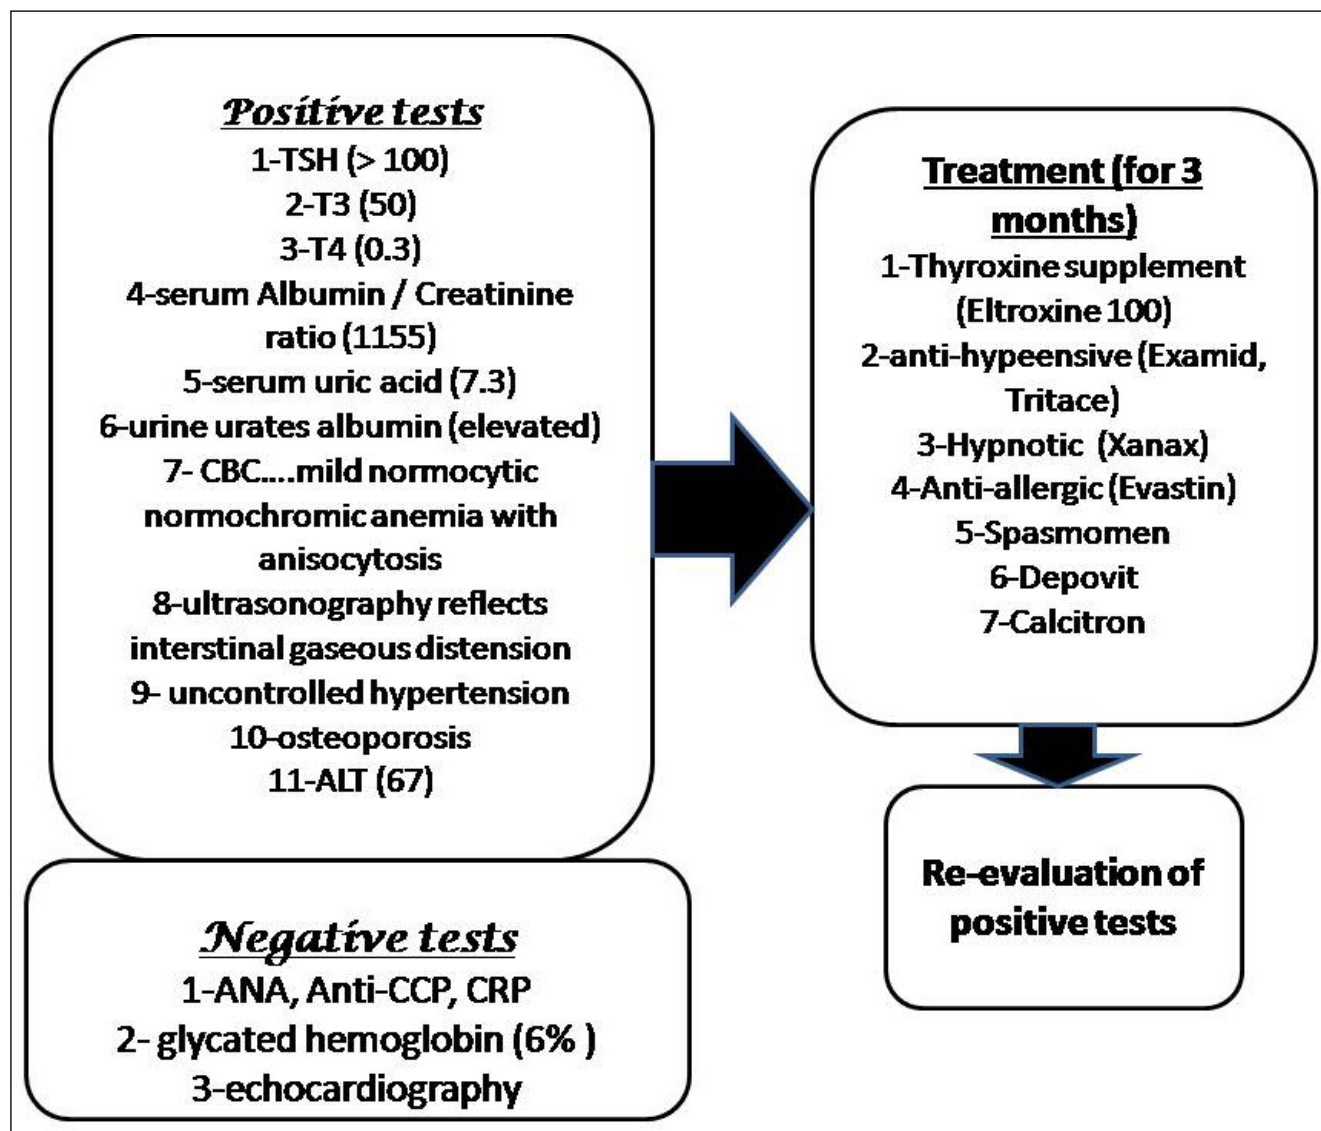 Positive tests
1-TSH (> 100)
2-T3 (50)
3-T4 (0.3)
4-serum Albumin / Creatinine
ratio (1155)
5-serum uric acid (7.3)
6-urine urates albumin (elevated)
7- CBC....mild normocytic
normochromic anemia with
anisocytosis
8-ultrasonography reflects
interstinal gaseous distension
9- uncontrolled hypertension
10-osteoporosis
11-ALT (67)
Negative tests
1-ANA, Anti-CCP, CRP
2- glycated hemoglobin (6% )
3-echocardiography
Treatment (for 3
months)
1-Thyroxine supplement
(Eltroxine 100)
2-anti-hypeensive (Examid,
Tritace)
3-Hypnotic (Xanax)
4-Anti-allergic (Evastin)
5-Spasmomen
6-Depovit
7-Calcitron
Re-evaluation of
positive tests